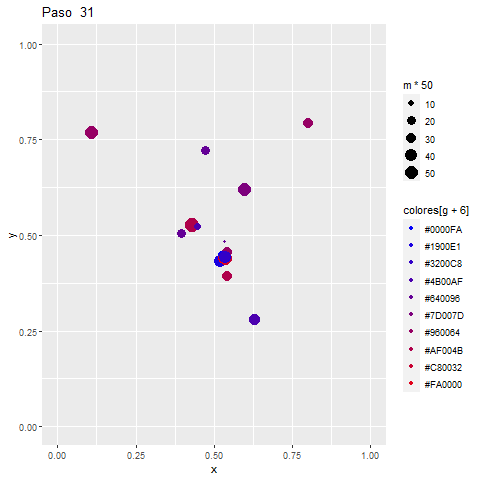 Paso  31
1.00
0.75
0.50
0.25
0.00
y
0.00 0.25 0.50 0.75 1.00
x
m * 50
10
20
30
40
50
colores[g + 6]
#0000FA
#1900E1
#3200C8
#4B00AF
#640096
#7D007D
#960064
#AF004B
#C80032
#FA0000